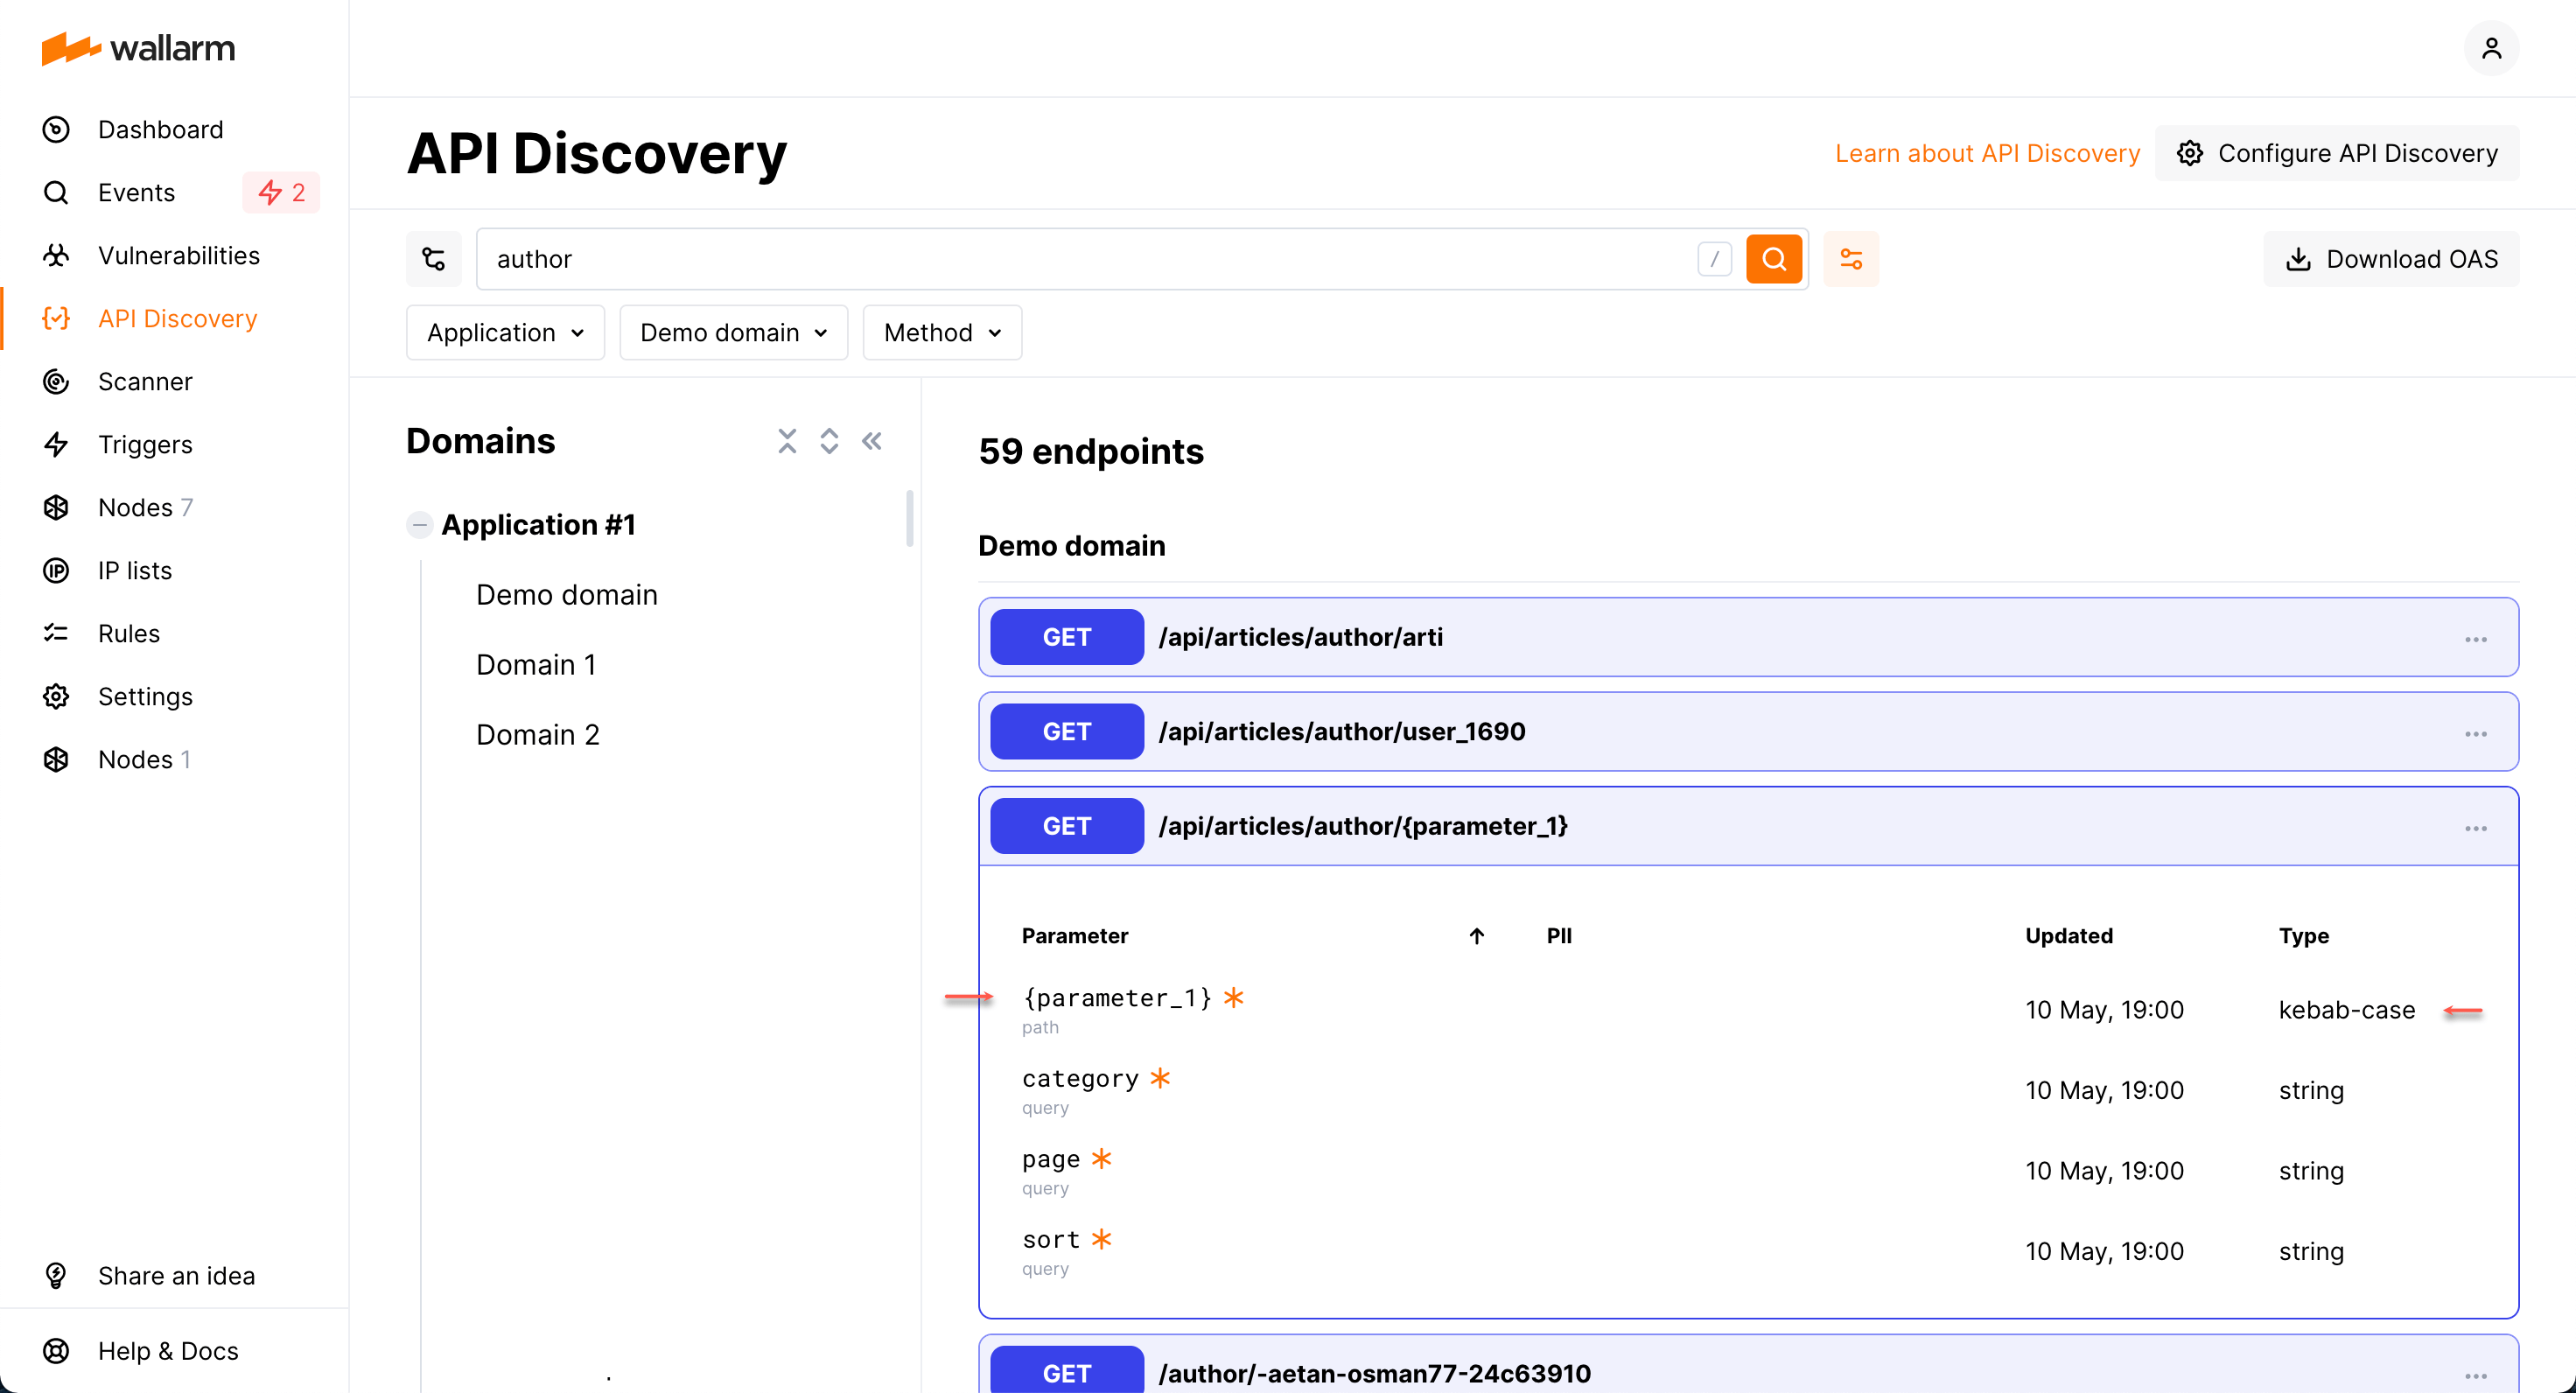 wallarm
Dashboard
Events 2
Vulnerabilities
API Discovery
Scanner
Triggers
Nodes 7
IP lists
Rules
Settings
Nodes 1
Share an idea
Help & Docs
API Discovery
Learn about API Discovery
Configure API Discovery
author /
Download OAS
Application
Demo domain
Method
Domains
Application #1
Demo domain
Domain 1
Domain 2
59 endpoints
Demo domain
GET /api/articles/author/arti
GET /api/articles/author/user_1690
GET /api/articles/author/{parameter_1}
Parameter PII Updated Type
{parameter_1} * 10 May, 19:00 kebab-case
path
category * 10 May, 19:00 string
query
page * 10 May, 19:00 string
query
sort * 10 May, 19:00 string
query
GET /author/-aetan-osman77-24c63910